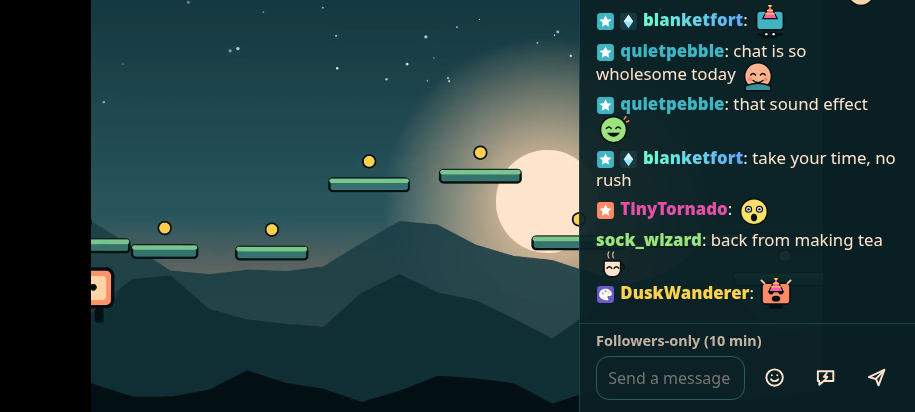 blanketfort:
quietpebble: chat is so
wholesome today
quietpebble: that sound effect
blanketfort: take your time, no
rush
TinyTornado:
sock_wizard: back from making tea
DuskWanderer:
Followers-only (10 min)
Send a message